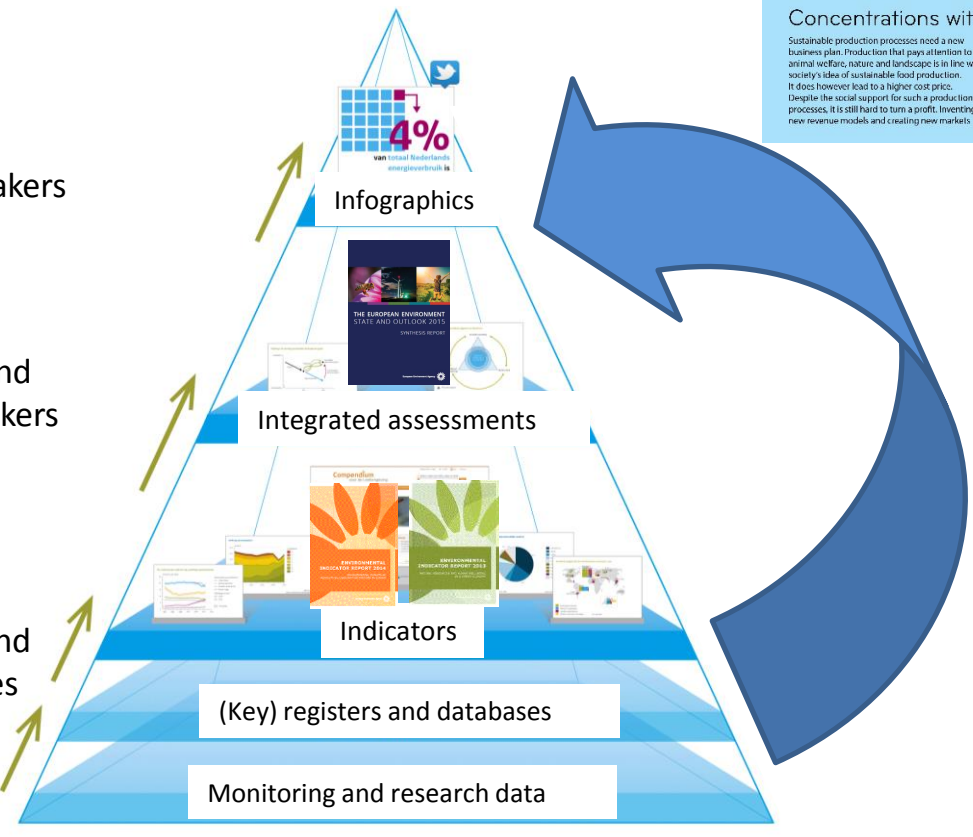 Concentrations wit
Sustainable production processes need a new
business plan. Production that pays attention to
animal welfare, nature and landscape is in line w
society's idea of sustainable food production.
It does however lead to a higher cost price.
Despite the social support for such a production
processes, it is still hard to turn a profit. Inventing
new revenue models and creating new markets
4%
van totaal Nederlands
energieverbruik is
akers
Infographics
THE EUROPEAN ENVIRONMENT
STATE AND OUTLOOK 2015
SYNTHESIS REPORT
European Environment Agency
nd
kers
Integrated assessments
Compendium
ENVIRONMENTAL
INDICATOR REPORT 2014
ENVIRONMENTAL
INDICATOR REPORT 2013
nd
es
Indicators
(Key) registers and databases
Monitoring and research data